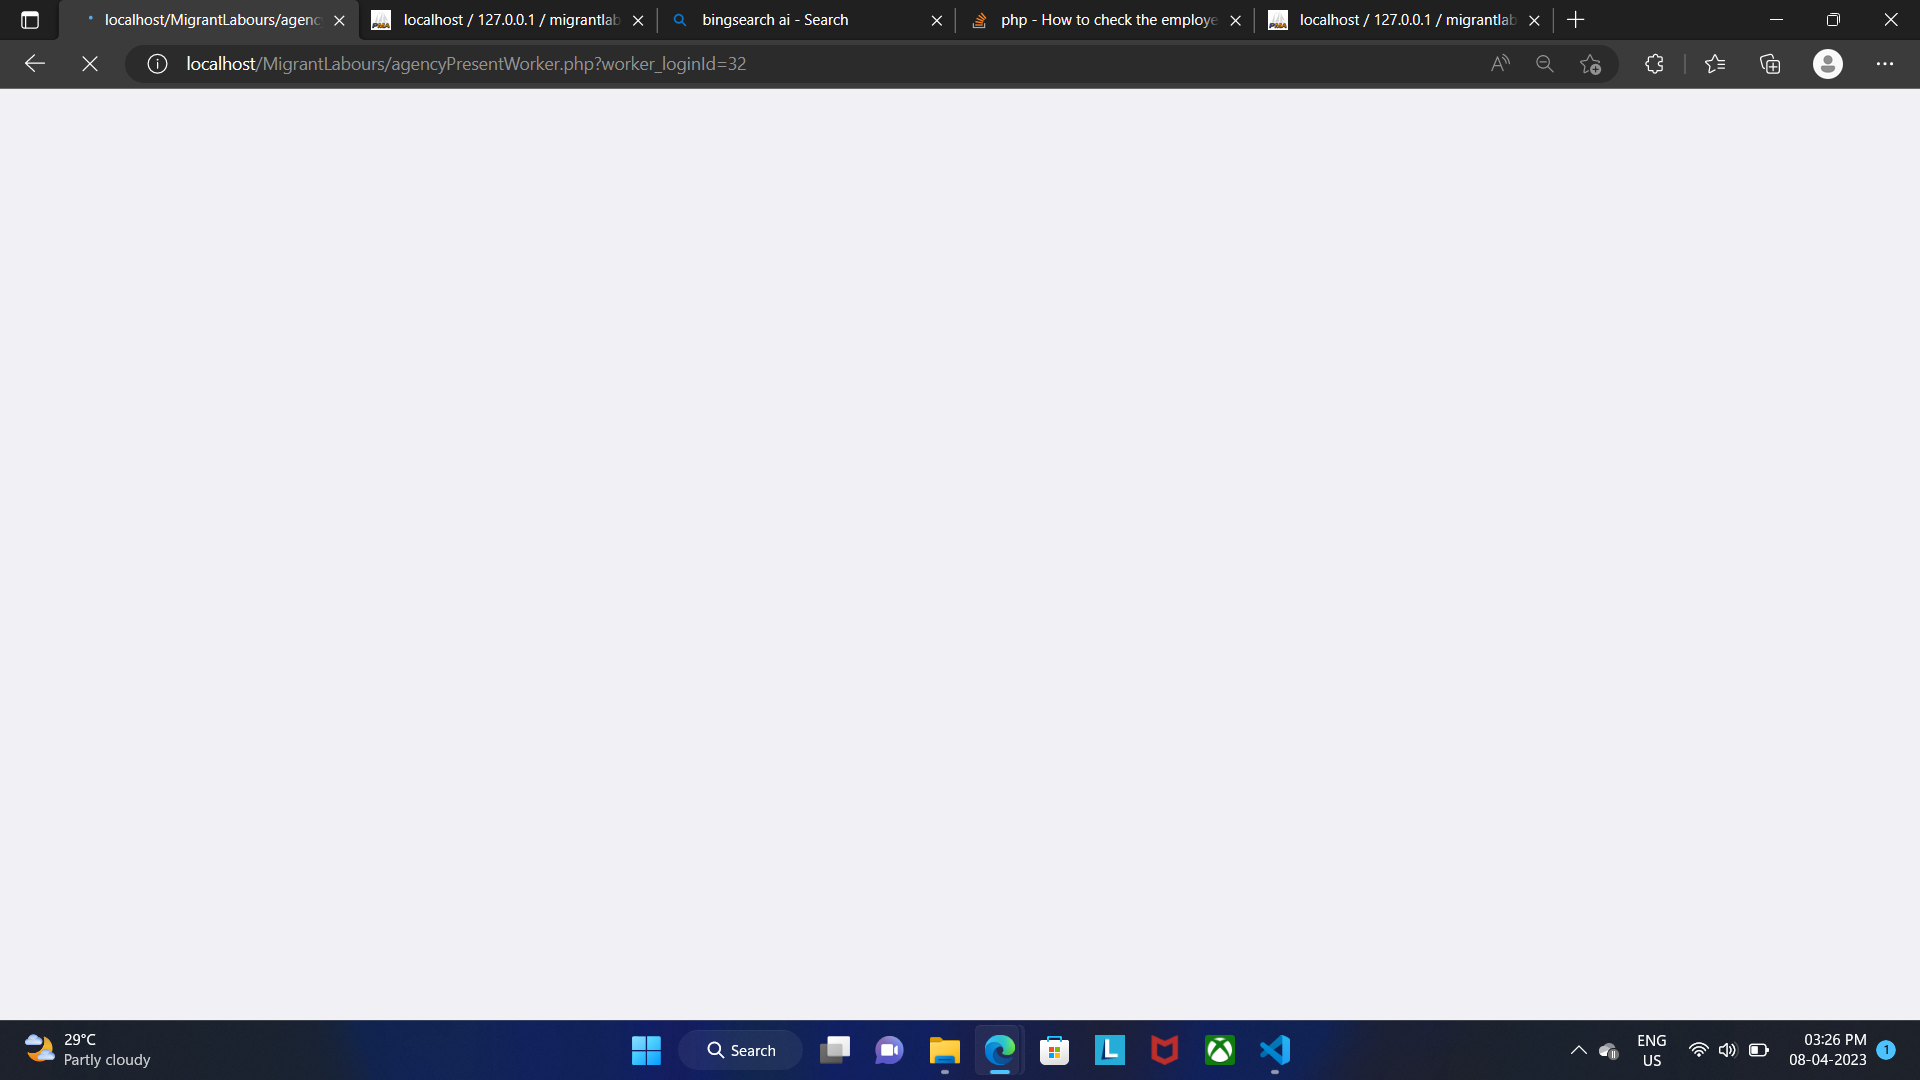 localhost/MigrantLabours/agenc
localhost / 127.0.0.1 / migrantlab
bingsearch ai - Search
php - How to check the employe
localhost / 127.0.0.1 / migrantlab
localhost/MigrantLabours/agencyPresentWorker.php?worker_loginId=32
29°C
Partly cloudy
Search
ENG
US
03:26 PM
08-04-2023
1